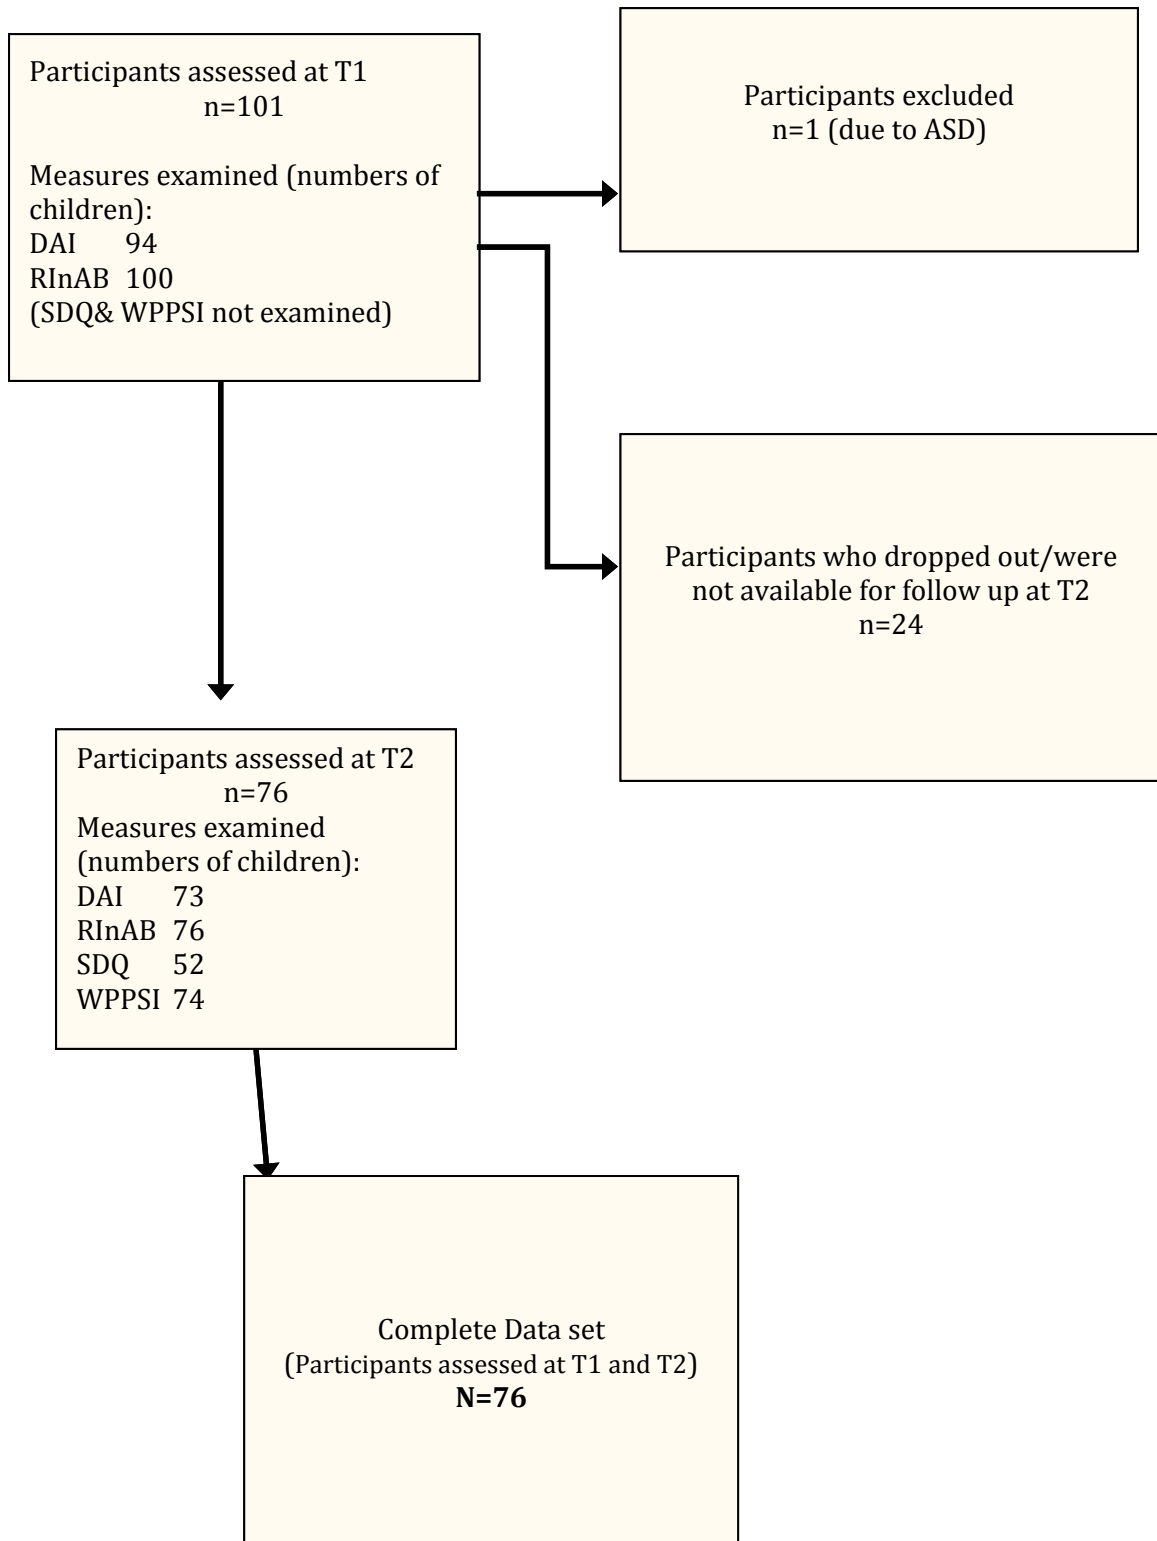 Participants assessed at T1
n=101
Measures examined (numbers of
children):
DAI 94
RInAB 100
(SDQ& WPPSI not examined)
Participants excluded
n=1 (due to ASD)
Participants who dropped out/were
not available for follow up at T2
n=24
Participants assessed at T2
n=76
Measures examined
(numbers of children):
DAI 73
RInAB 76
SDQ 52
WPPSI 74
Complete Data set
(Participants assessed at T1 and T2)
N=76